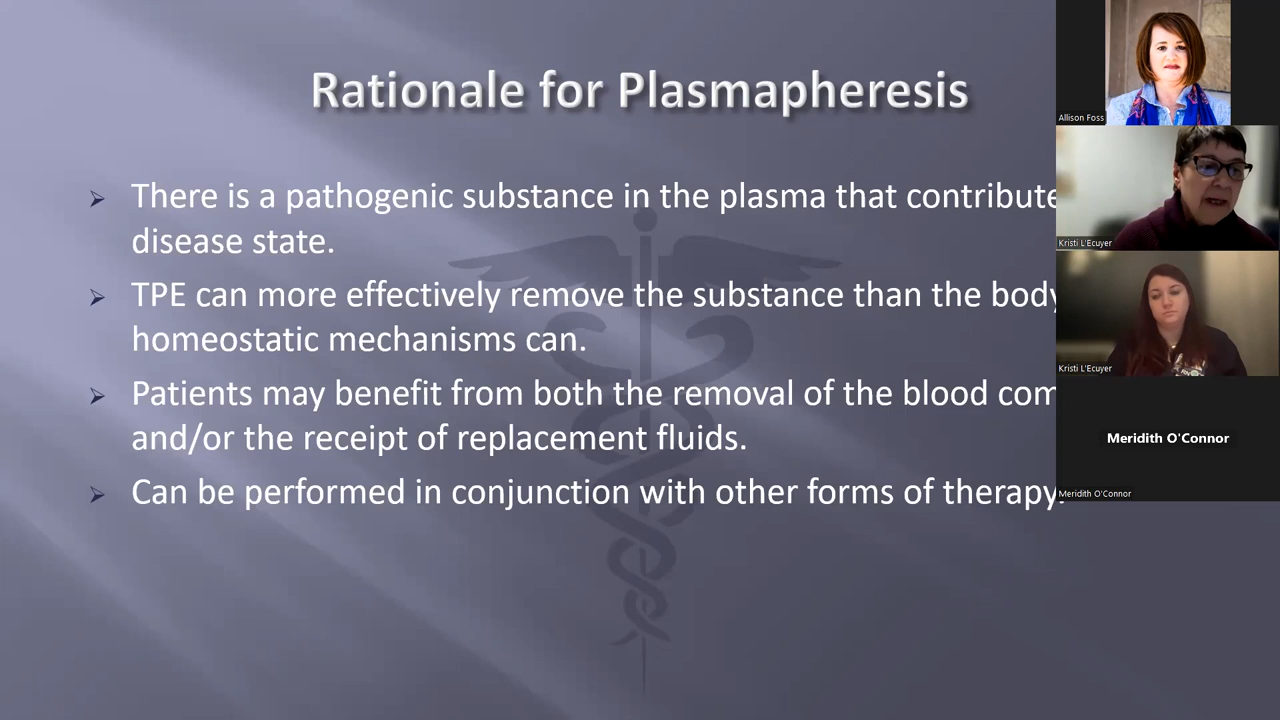 Rationale for Plasmapheresis
There is a pathogenic substance in the plasma that contribute
disease state.
TPE can more effectively remove the substance than the body
homeostatic mechanisms can.
Patients may benefit from both the removal of the blood com
and/or the receipt of replacement fluids.
Can be performed in conjunction with other forms of therapy.
Allison Foss
Kristi L'Ecuyer
Kristi L'Ecuyer
Meridith O'Connor
Meridith O'Connor